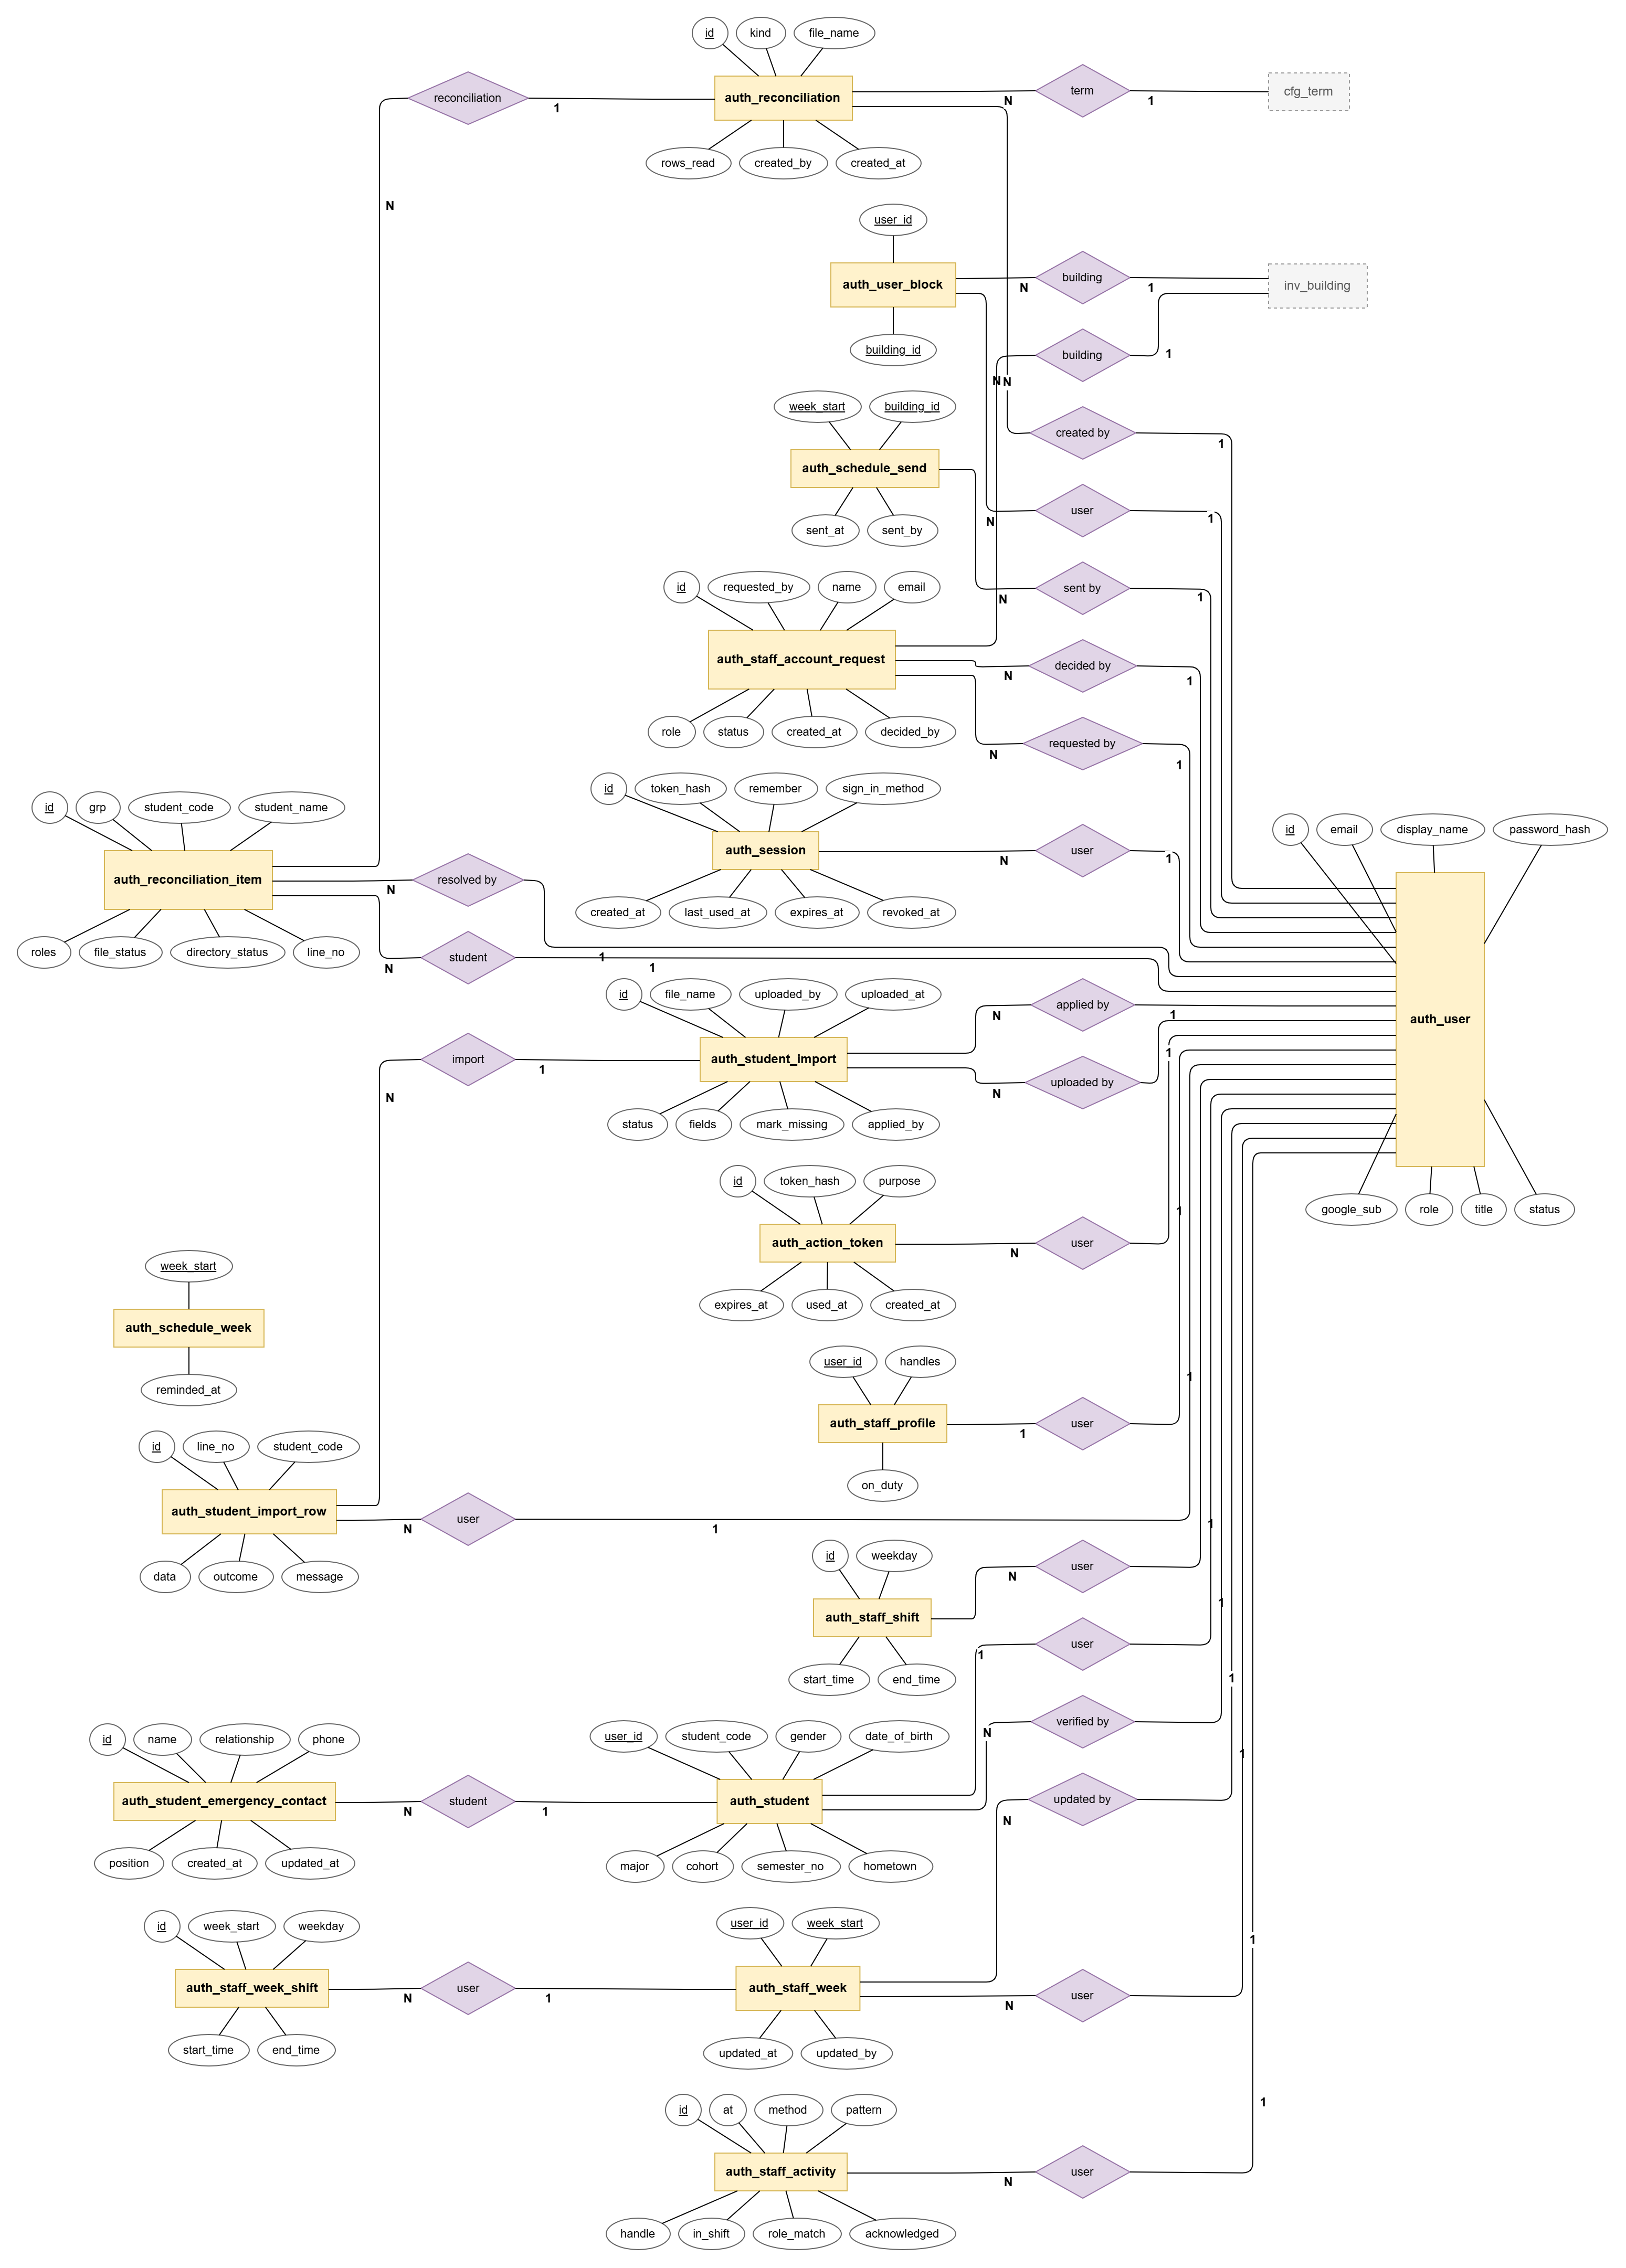 id kind file_name
reconciliation auth_reconciliation term cfg_term
1 N 1
rows_read created_by created_at
N
user_id
auth_user_block building inv_building
N 1
building_id building 1
N N
week_start building_id
created by 1
auth_schedule_send
user 1
N
sent_at sent_by
id requested_by name email sent by 1
N
auth_staff_account_request decided by
N 1
role status created_at decided_by requested by
N 1
id token_hash remember sign_in_method
id grp student_code student_name
id email display_name password_hash
auth_session user 1
N
auth_reconciliation_item resolved by
N
created_at last_used_at expires_at revoked_at
roles file_status directory_status line_no
N student 1
1
id file_name uploaded_by uploaded_at
applied by
N 1
auth_user
import auth_student_import 1
1
uploaded by
N N
status fields mark_missing applied_by
id token_hash purpose
google_sub role title status
1
auth_action_token user
N
week_start
expires_at used_at created_at
auth_schedule_week
user_id handles
1
reminded_at
auth_staff_profile user
1
id line_no student_code
on_duty
auth_student_import_row user
N 1
1
id weekday
user
N
data outcome message
1
auth_staff_shift
user
1
start_time end_time
1
verified by
N
id name relationship phone
user_id student_code gender date_of_birth
1
auth_student_emergency_contact student auth_student updated by
N 1
N
position created_at updated_at
major cohort semester_no hometown
id week_start weekday
user_id week_start
1
auth_staff_week_shift user auth_staff_week user
N 1 N
start_time end_time
updated_at updated_by
1
id at method pattern
auth_staff_activity user
N
handle in_shift role_match acknowledged